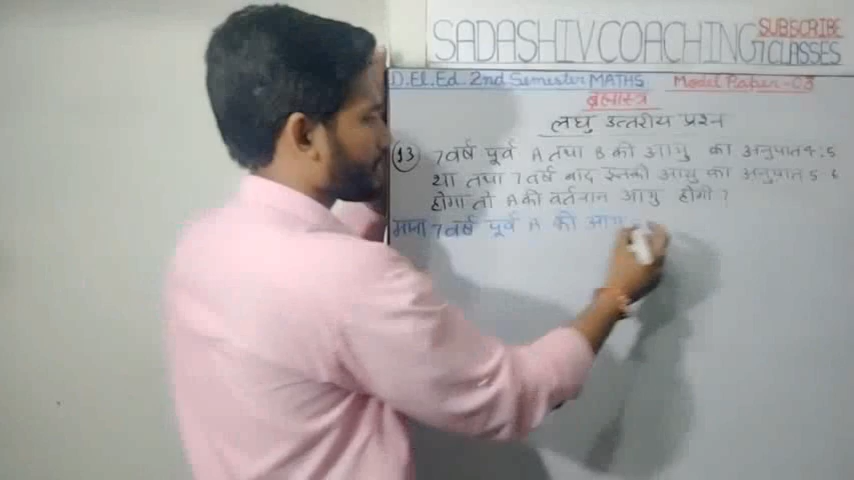 SADASHIV COACHING CLASSES
SUBSCRIBE
D.El.Ed. 2nd Semester MATHS Model Paper-03
ब्रह्मास्त्र
लघु उत्तरीय प्रश्न
13 7 वर्ष पूर्व A तथा B की आयु का अनुपात 4:5
था तथा 7 वर्ष बाद इनकी आयु का अनुपात 5 6
होगा तो A की वर्तमान आयु होगी ?
माना 7 वर्ष पूर्व A की आयु